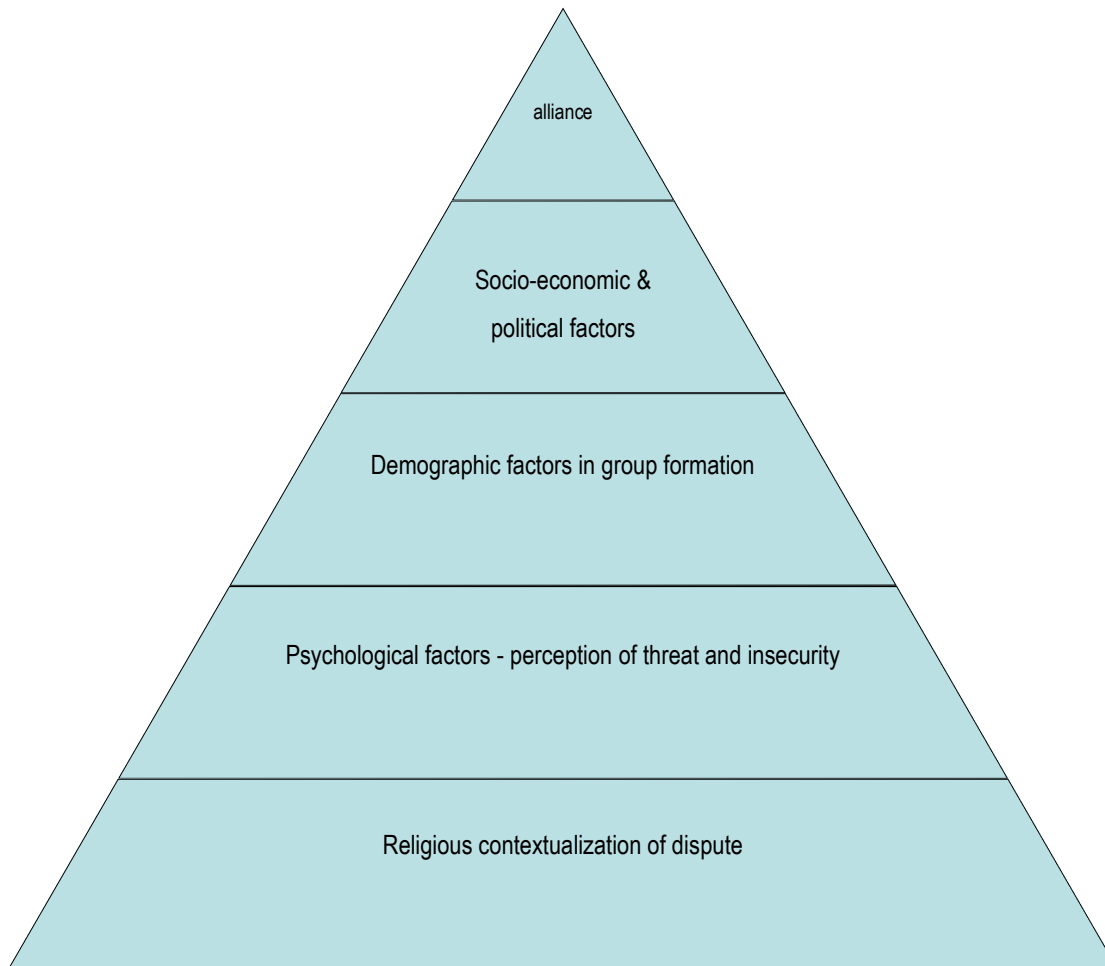 alliance
Socio-economic &
political factors
Demographic factors in group formation
Psychological factors - perception of threat and insecurity
Religious contextualization of dispute